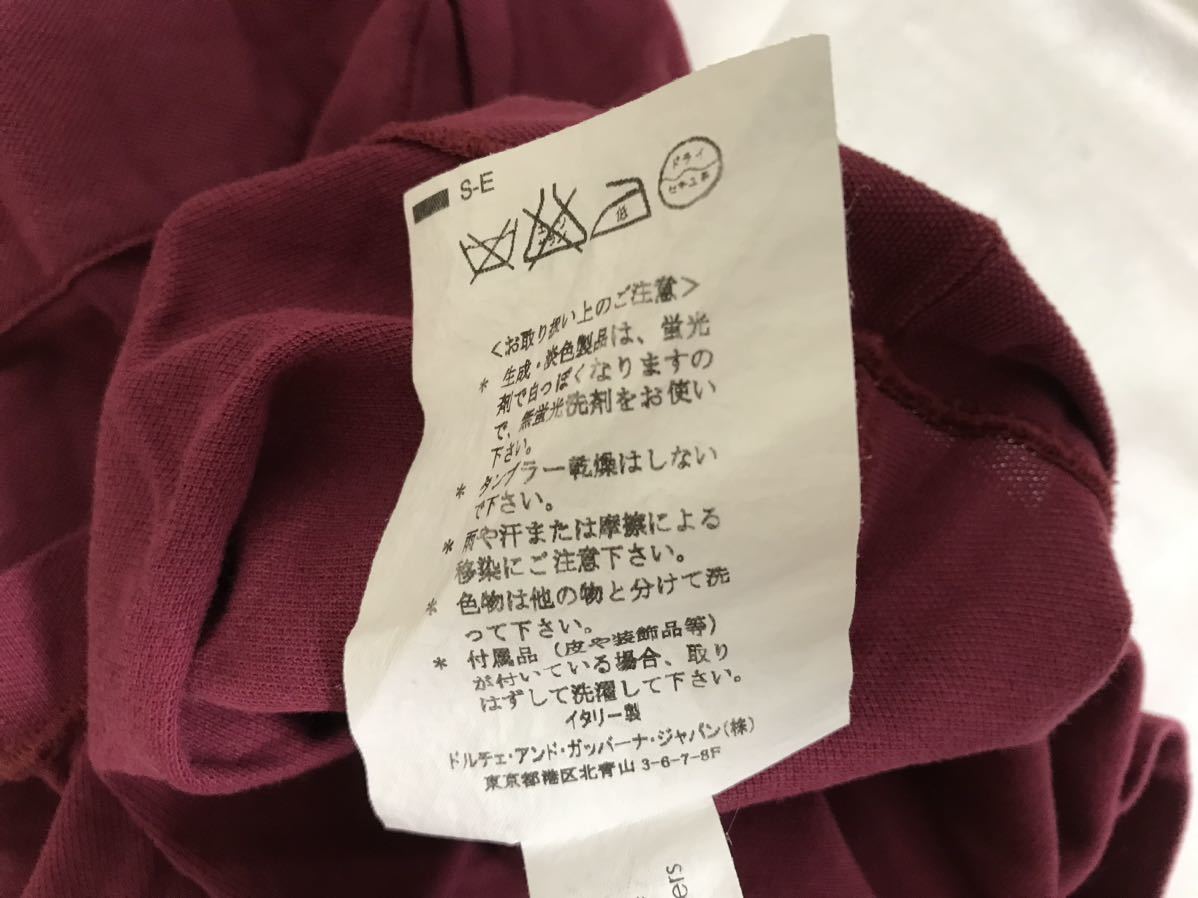 S-E
ドライ
セキユ系
エンソ
サラシ
低
<お取り扱い上のご注意>
* 生成・淡色製品は、蛍光
剤で白っぽくなりますの
で、無蛍光洗剤をお使い
下さい。
* タンブラー乾燥はしない
で下さい。
* 雨や汗または摩擦による
移染にご注意下さい。
* 色物は他の物と分けて洗
って下さい。
* 付属品(皮や装飾品等)
が付いている場合、取り
はずして洗濯して下さい。
イタリー製
ドルチェ・アンド・ガッバーナ・ジャパン(株)
東京都港区北青山 3-6-7-8F
ers